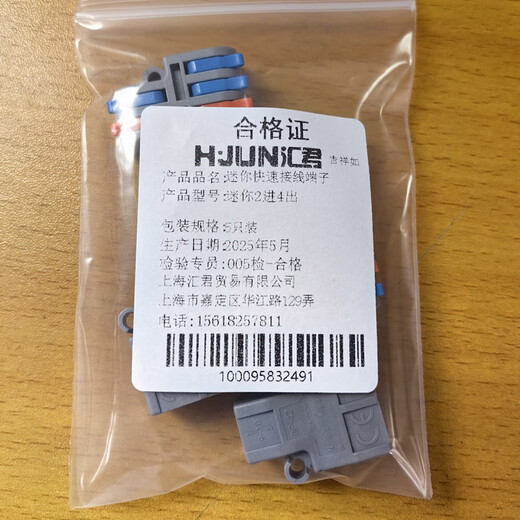 合格证
H·JUN汇君 吉祥如
产品品名:迷你快速接线端子
产品型号:迷你2进4出
包装规格:5只装
生产日期:2025年5月
检验专员:005检-合格
上海汇君贸易有限公司
上海市嘉定区华江路129弄
电话:15618257811
100095832491